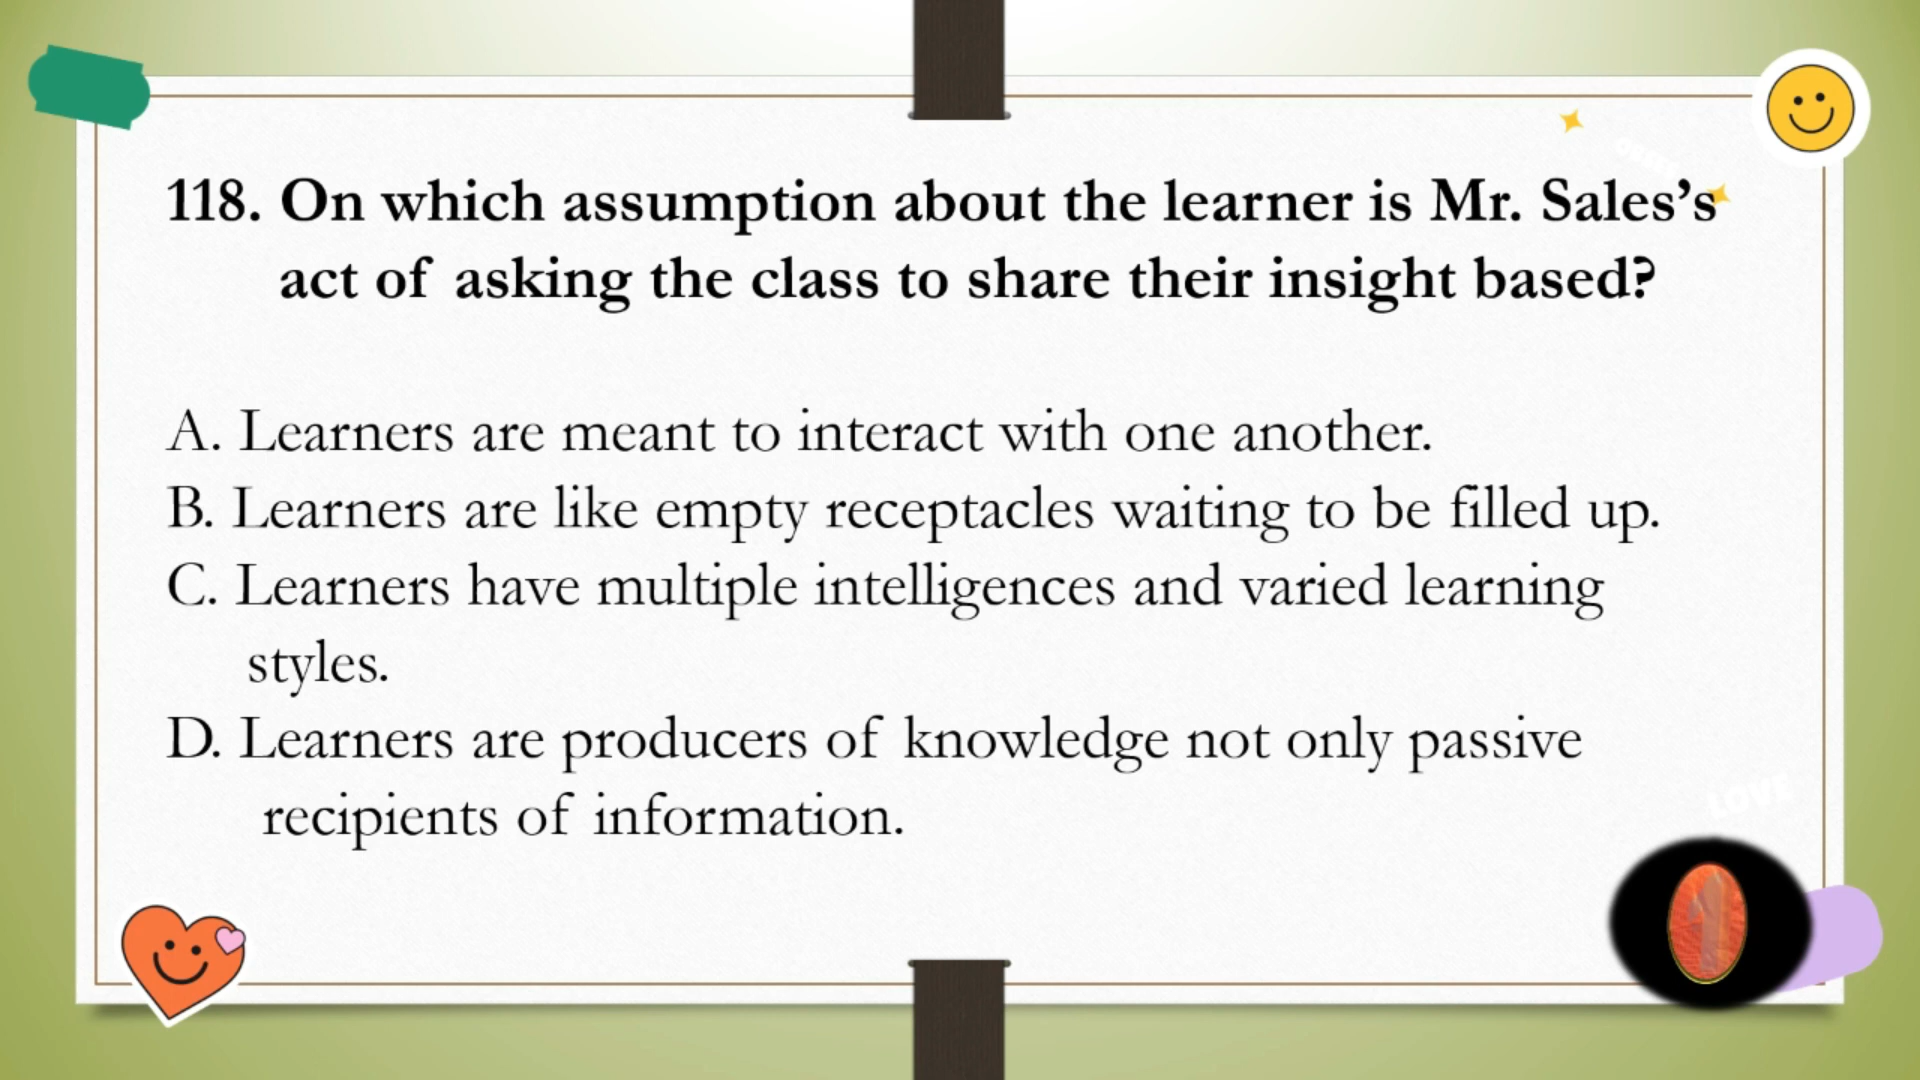 118. On which assumption about the learner is Mr. Sales’s
act of asking the class to share their insight based?
A. Learners are meant to interact with one another.
B. Learners are like empty receptacles waiting to be filled up.
C. Learners have multiple intelligences and varied learning
styles.
D. Learners are producers of knowledge not only passive
recipients of information.
LOVE
1